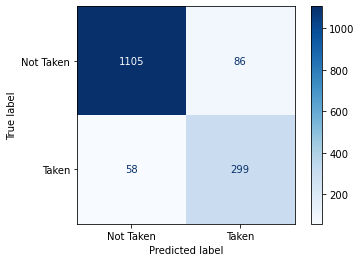 Not Taken
1105
86
Taken
58
299
Not Taken
Taken
True label
Predicted label
1000
800
600
400
200